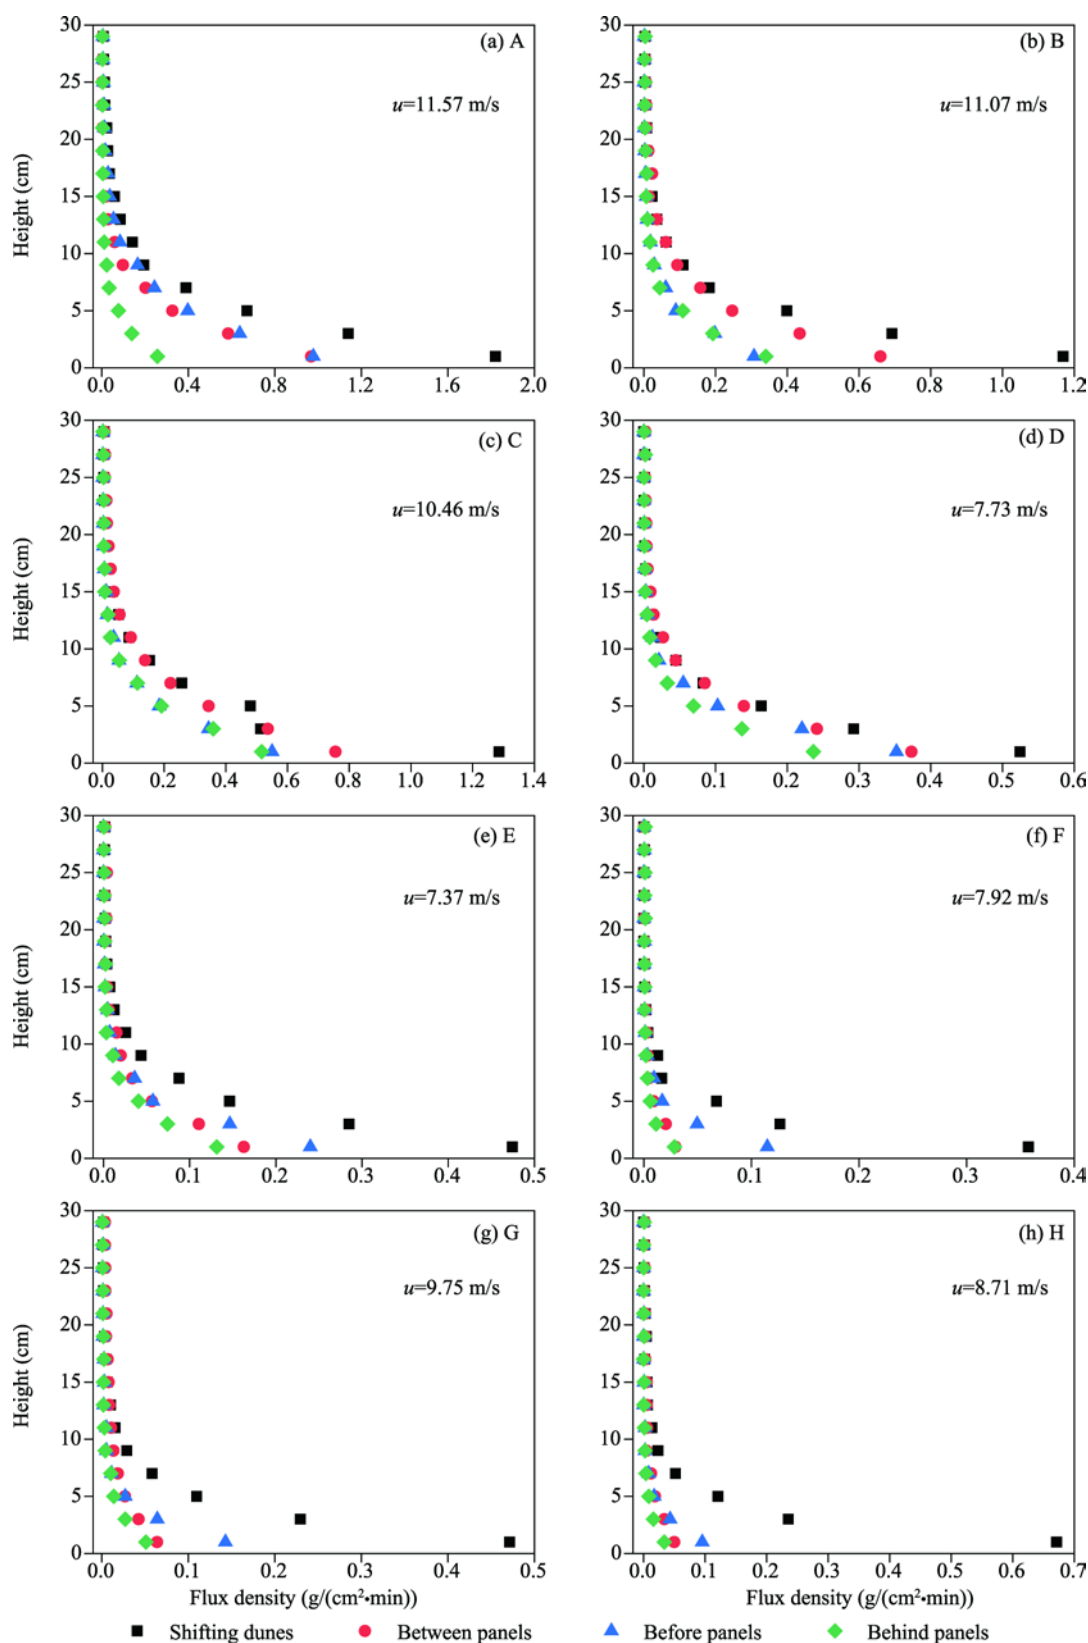 (a) A
u=11.57 m/s
Height (cm)
30
25
20
15
10
5
0
0.0 0.4 0.8 1.2 1.6 2.0
(b) B
u=11.07 m/s
30
25
20
15
10
5
0
0.0 0.2 0.4 0.6 0.8 1.0 1.2
(c) C
u=10.46 m/s
Height (cm)
30
25
20
15
10
5
0
0.0 0.2 0.4 0.6 0.8 1.0 1.2 1.4
(d) D
u=7.73 m/s
30
25
20
15
10
5
0
0.0 0.1 0.2 0.3 0.4 0.5 0.6
(e) E
u=7.37 m/s
Height (cm)
30
25
20
15
10
5
0
0.0 0.1 0.2 0.3 0.4 0.5
(f) F
u=7.92 m/s
30
25
20
15
10
5
0
0.0 0.1 0.2 0.3 0.4
(g) G
u=9.75 m/s
Height (cm)
30
25
20
15
10
5
0
0.0 0.1 0.2 0.3 0.4 0.5
Flux density (g/(cm²•min))
(h) H
u=8.71 m/s
30
25
20
15
10
5
0
0.0 0.1 0.2 0.3 0.4 0.5 0.6 0.7
Flux density (g/(cm²•min))
Shifting dunes Between panels Before panels Behind panels